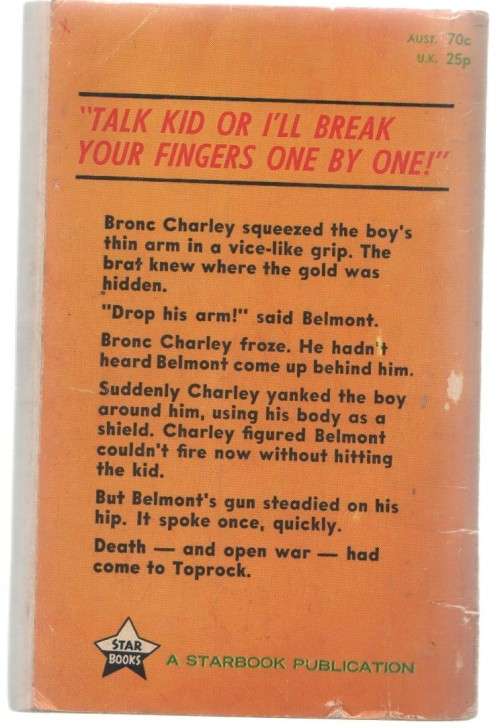 AUST. 70c
U.K. 25p
"TALK KID OR I'LL BREAK
YOUR FINGERS ONE BY ONE!"
Bronc Charley squeezed the boy's
thin arm in a vice-like grip. The
brat knew where the gold was
hidden.
"Drop his arm!" said Belmont.
Bronc Charley froze. He hadn't
heard Belmont come up behind him.
Suddenly Charley yanked the boy
around him, using his body as a
shield. Charley figured Belmont
couldn't fire now without hitting
the kid.
But Belmont's gun steadied on his
hip. It spoke once, quickly.
Death — and open war — had
come to Toprock.
STAR
BOOKS
A STARBOOK PUBLICATION